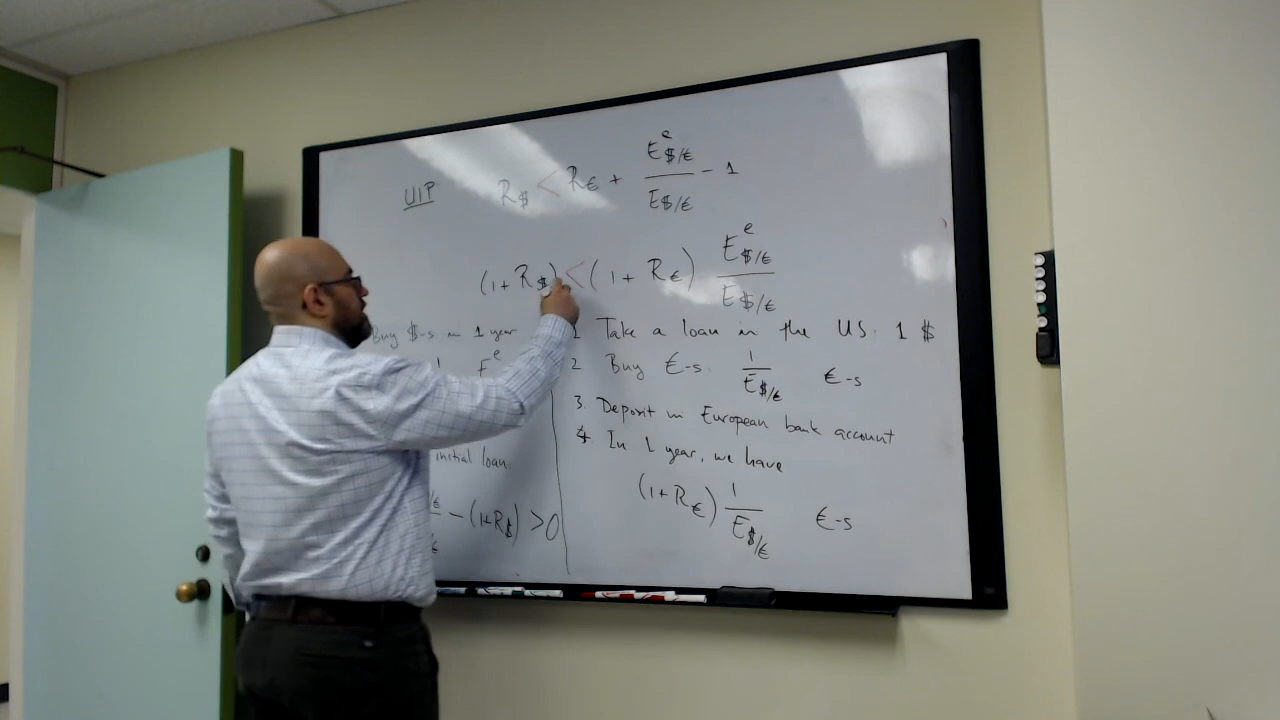 UIP R$ < R€ + E^e $/€ / E $/€ - 1
(1+ R$) < (1 + R€) E^e $/€ / E $/€
Buy $-s in 1 year
1 E^e
initial loan
- (1+R$) > 0
1 Take a loan in the US. 1 $
2 Buy €-s. 1 / E $/€ €-s
3. Deposit in European bank account
4 In 1 year, we have
(1+R€) 1 / E $/€ €-s